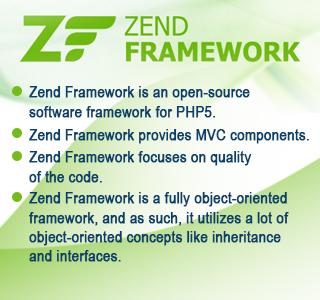 ZF ZEND
FRAMEWORK
Zend Framework is an open-source
software framework for PHP5.
Zend Framework provides MVC components.
Zend Framework focuses on quality
of the code.
Zend Framework is a fully object-oriented
framework, and as such, it utilizes a lot of
object-oriented concepts like inheritance
and interfaces.